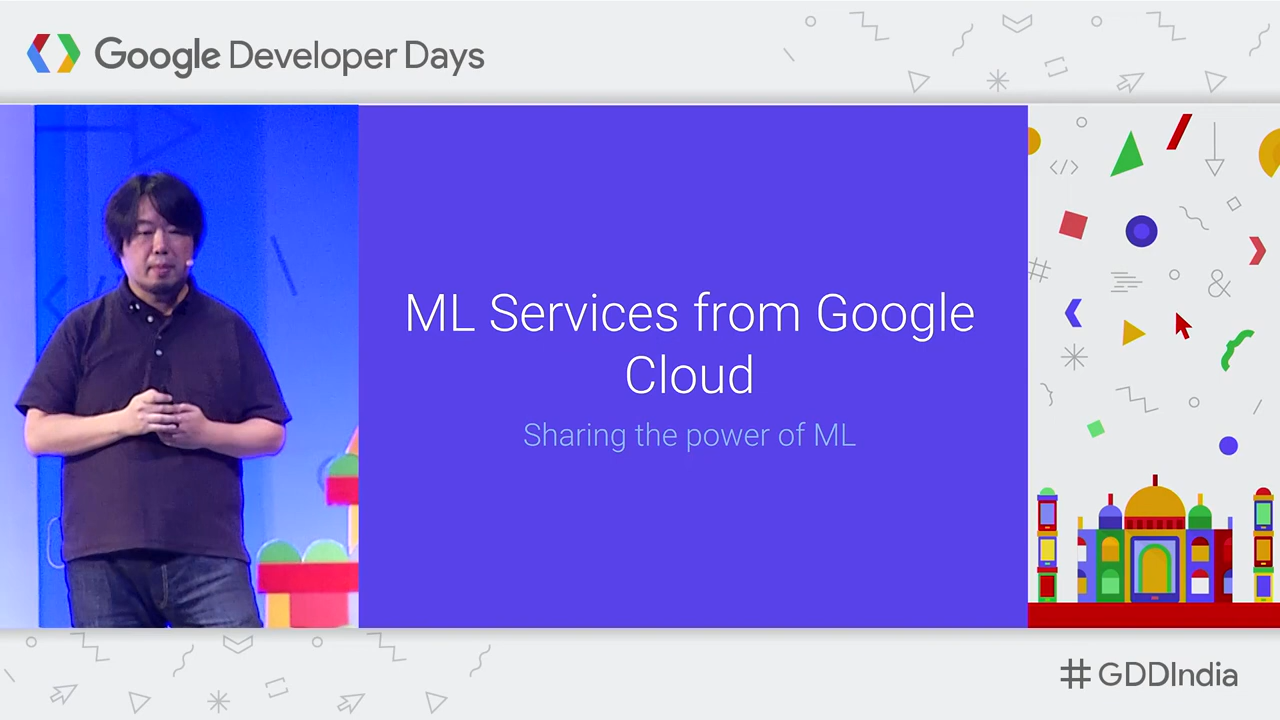 Google Developer Days
ML Services from Google
Cloud
Sharing the power of ML
#GDDIndia